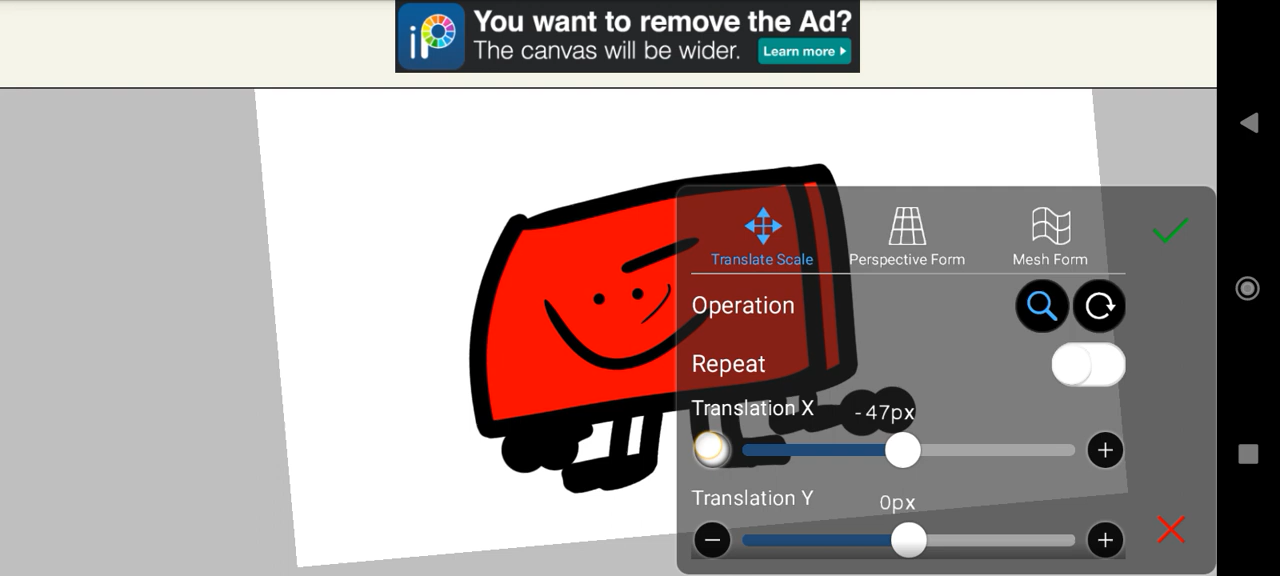 iP
You want to remove the Ad?
The canvas will be wider.
Learn more
Translate Scale
Perspective Form
Mesh Form
Operation
Repeat
Translation X
-47px
Translation Y
0px